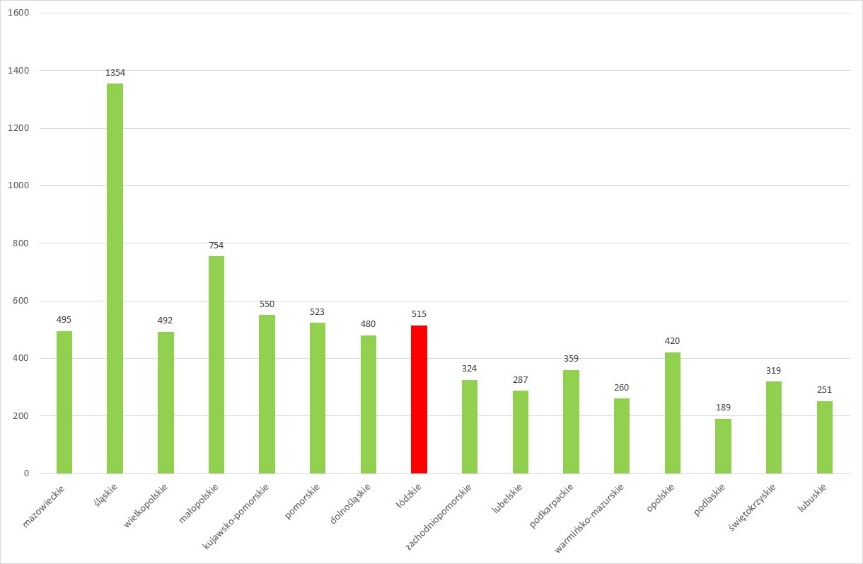 1600
1400
1200
1000
800
600
400
200
0
495
1354
492
754
550
523
480
515
324
287
359
260
420
189
319
251
mazowieckie
śląskie
wielkopolskie
małopolskie
kujawsko-pomorskie
pomorskie
dolnośląskie
łódzkie
zachodniopomorskie
lubelskie
podkarpackie
warmińsko-mazurskie
opolskie
podlaskie
świętokrzyskie
lubuskie